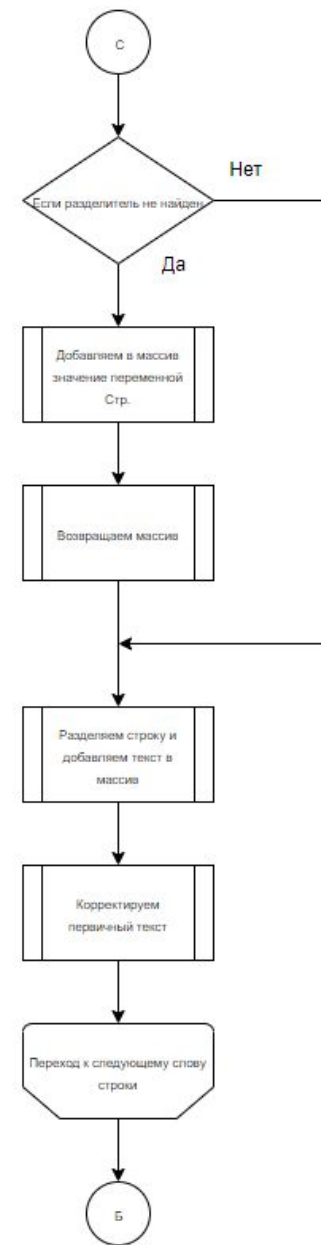 С
Нет
Если разделитель не найден
Да
Добавляем в массив
значение переменной
Стр.
Возвращаем массив
Разделяем строку и
добавляем текст в
массив
Корректируем
первичный текст
Переход к следующему слову
строки
Б